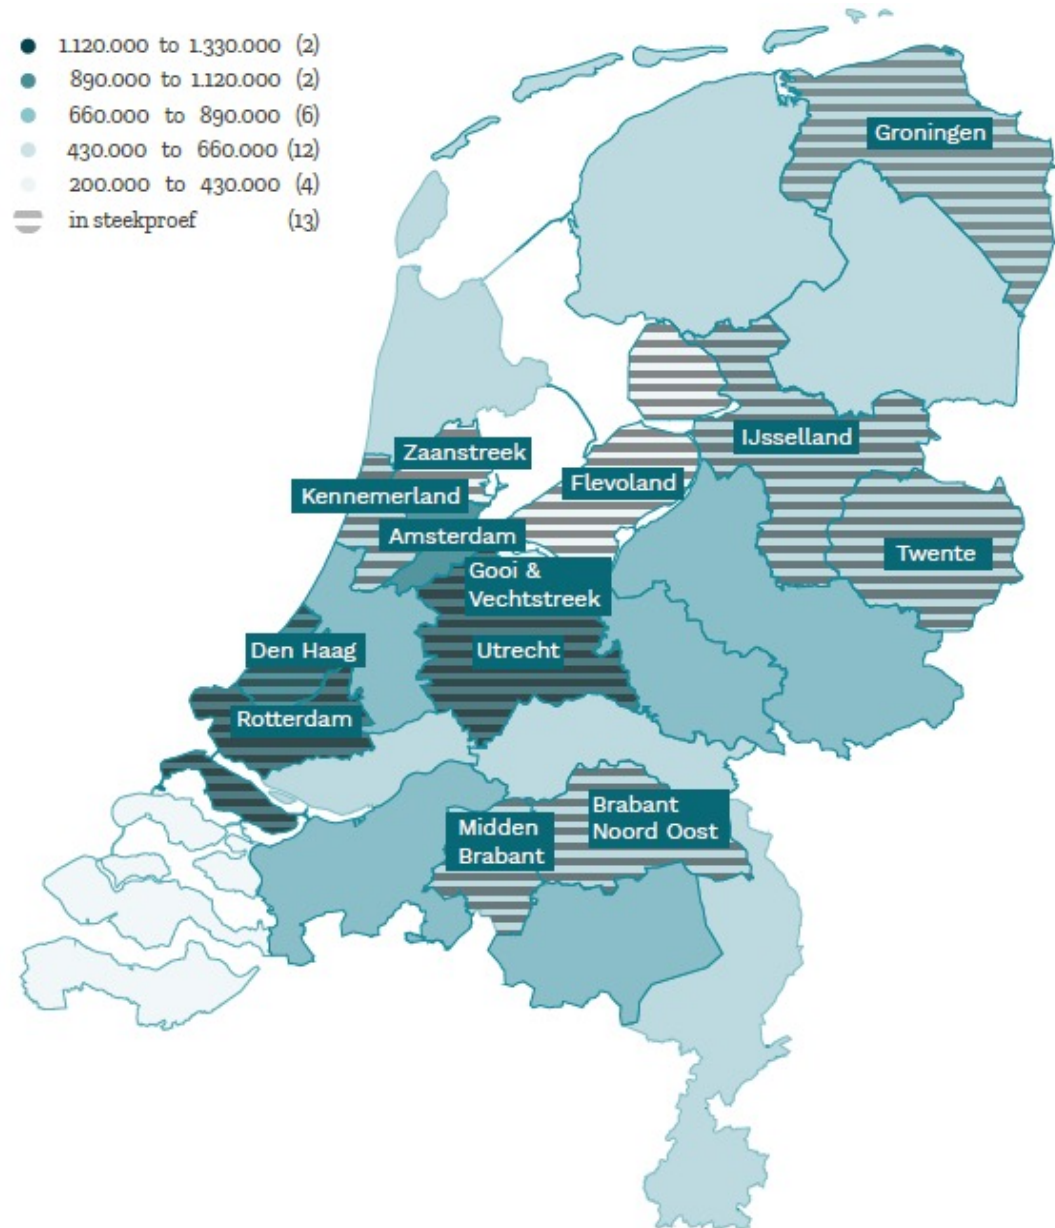 1.120.000 to 1.330.000 (2)
890.000 to 1.120.000 (2)
660.000 to 890.000 (6)
430.000 to 660.000 (12)
200.000 to 430.000 (4)
in steekproef (13)
Groningen
IJsselland
Zaanstreek
Flevoland
Kennemerland
Amsterdam
Twente
Gooi &
Vechtstreek
Den Haag
Utrecht
Rotterdam
Brabant
Noord Oost
Midden
Brabant